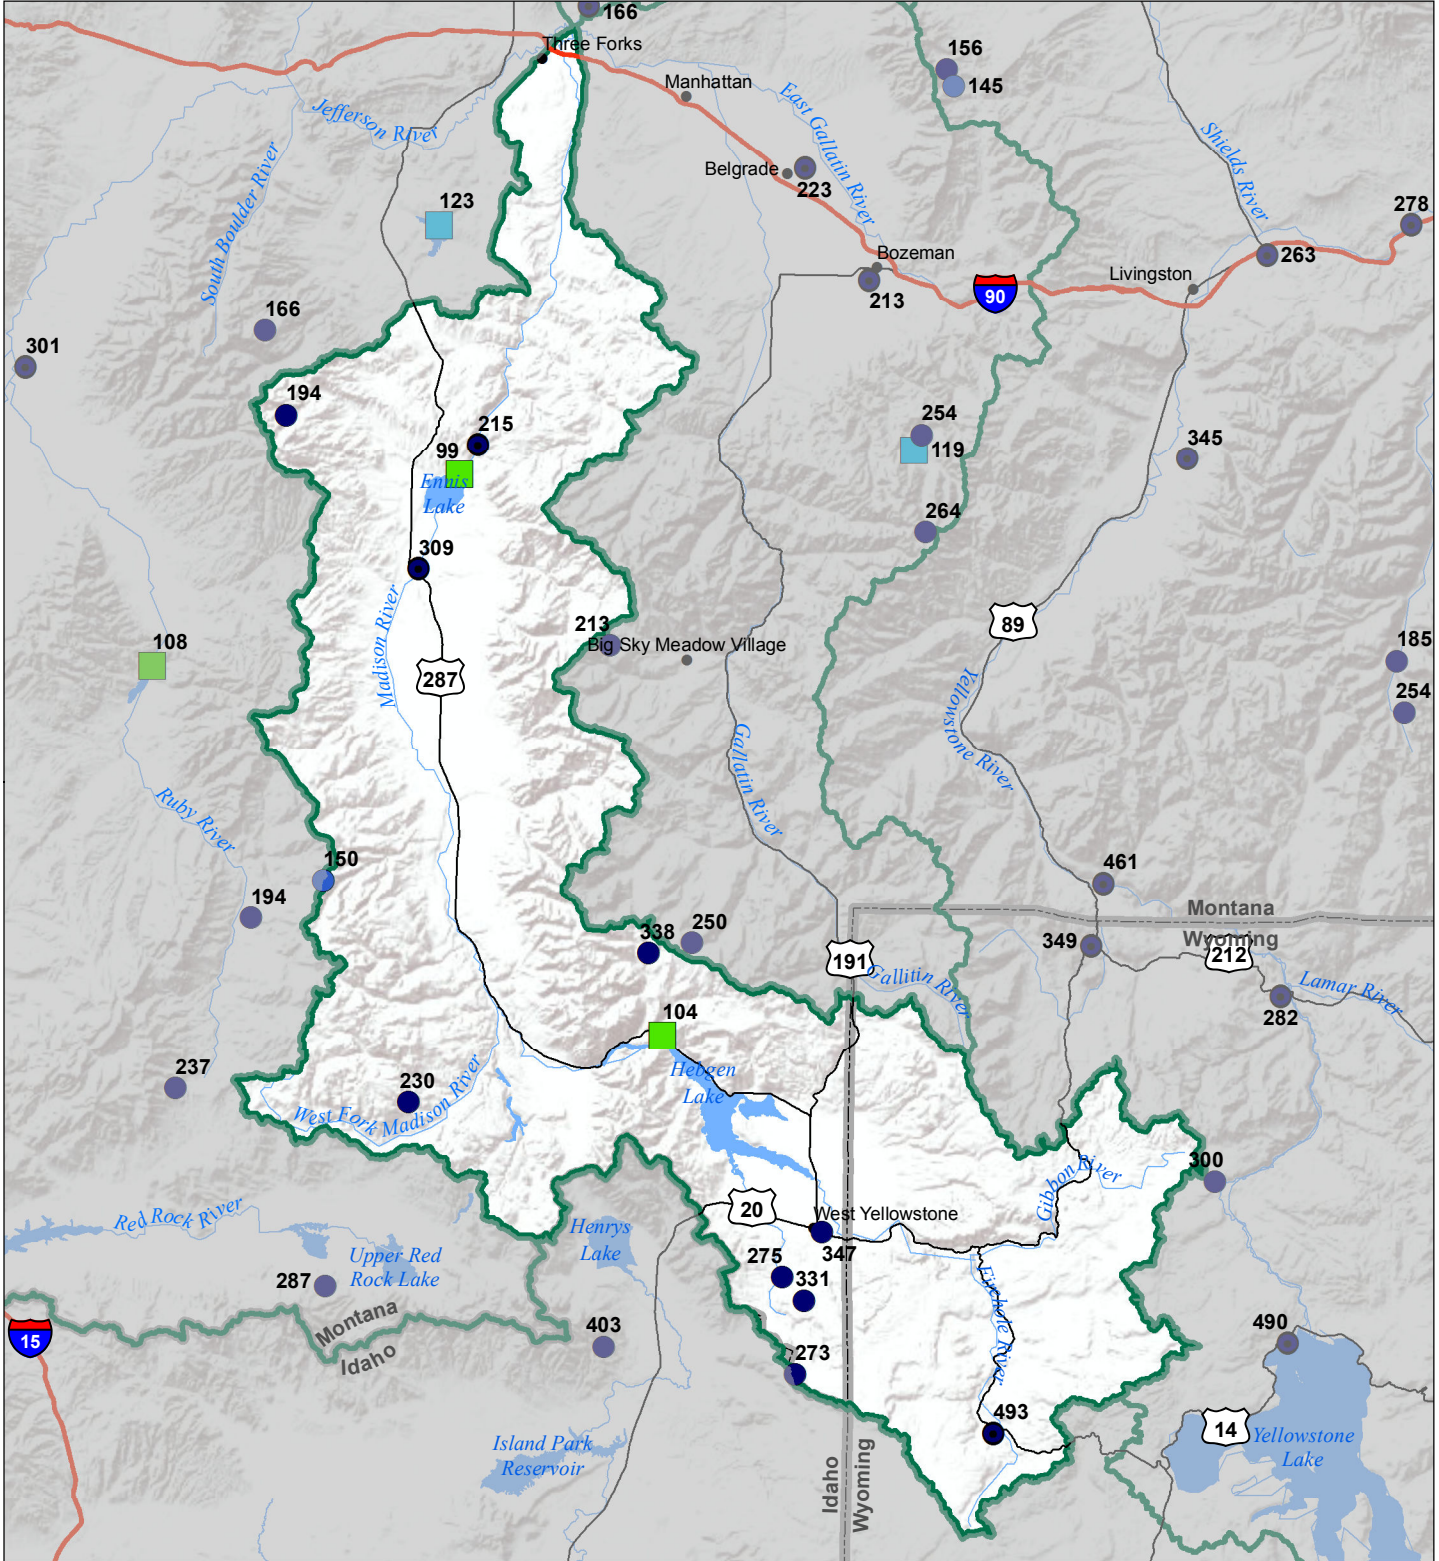 166
Three Forks
156
145
Manhattan
Jefferson River
East Gallatin River
Shields River
Belgrade
223
South Boulder River
123
278
Bozeman
263
213
Livingston
90
166
301
194
215
254
99
119
345
Ennis
Lake
264
309
Madison River
89
213
Big Sky Meadow Village
108
287
185
254
Yellowstone River
Gallatin River
Ruby River
150
461
194
Montana
Wyoming
338
250
349
191
212
Gallitin River
Lamar River
282
104
237
230
Hebgen
Lake
West Fork Madison River
Gibbon River
300
Red Rock River
20
West Yellowstone
Henrys
Lake
347
Upper Red
Rock Lake
275
331
287
Firehole River
Montana
Idaho
15
403
490
273
493
14
Yellowstone
Lake
Island Park
Reservoir
Idaho
Wyoming